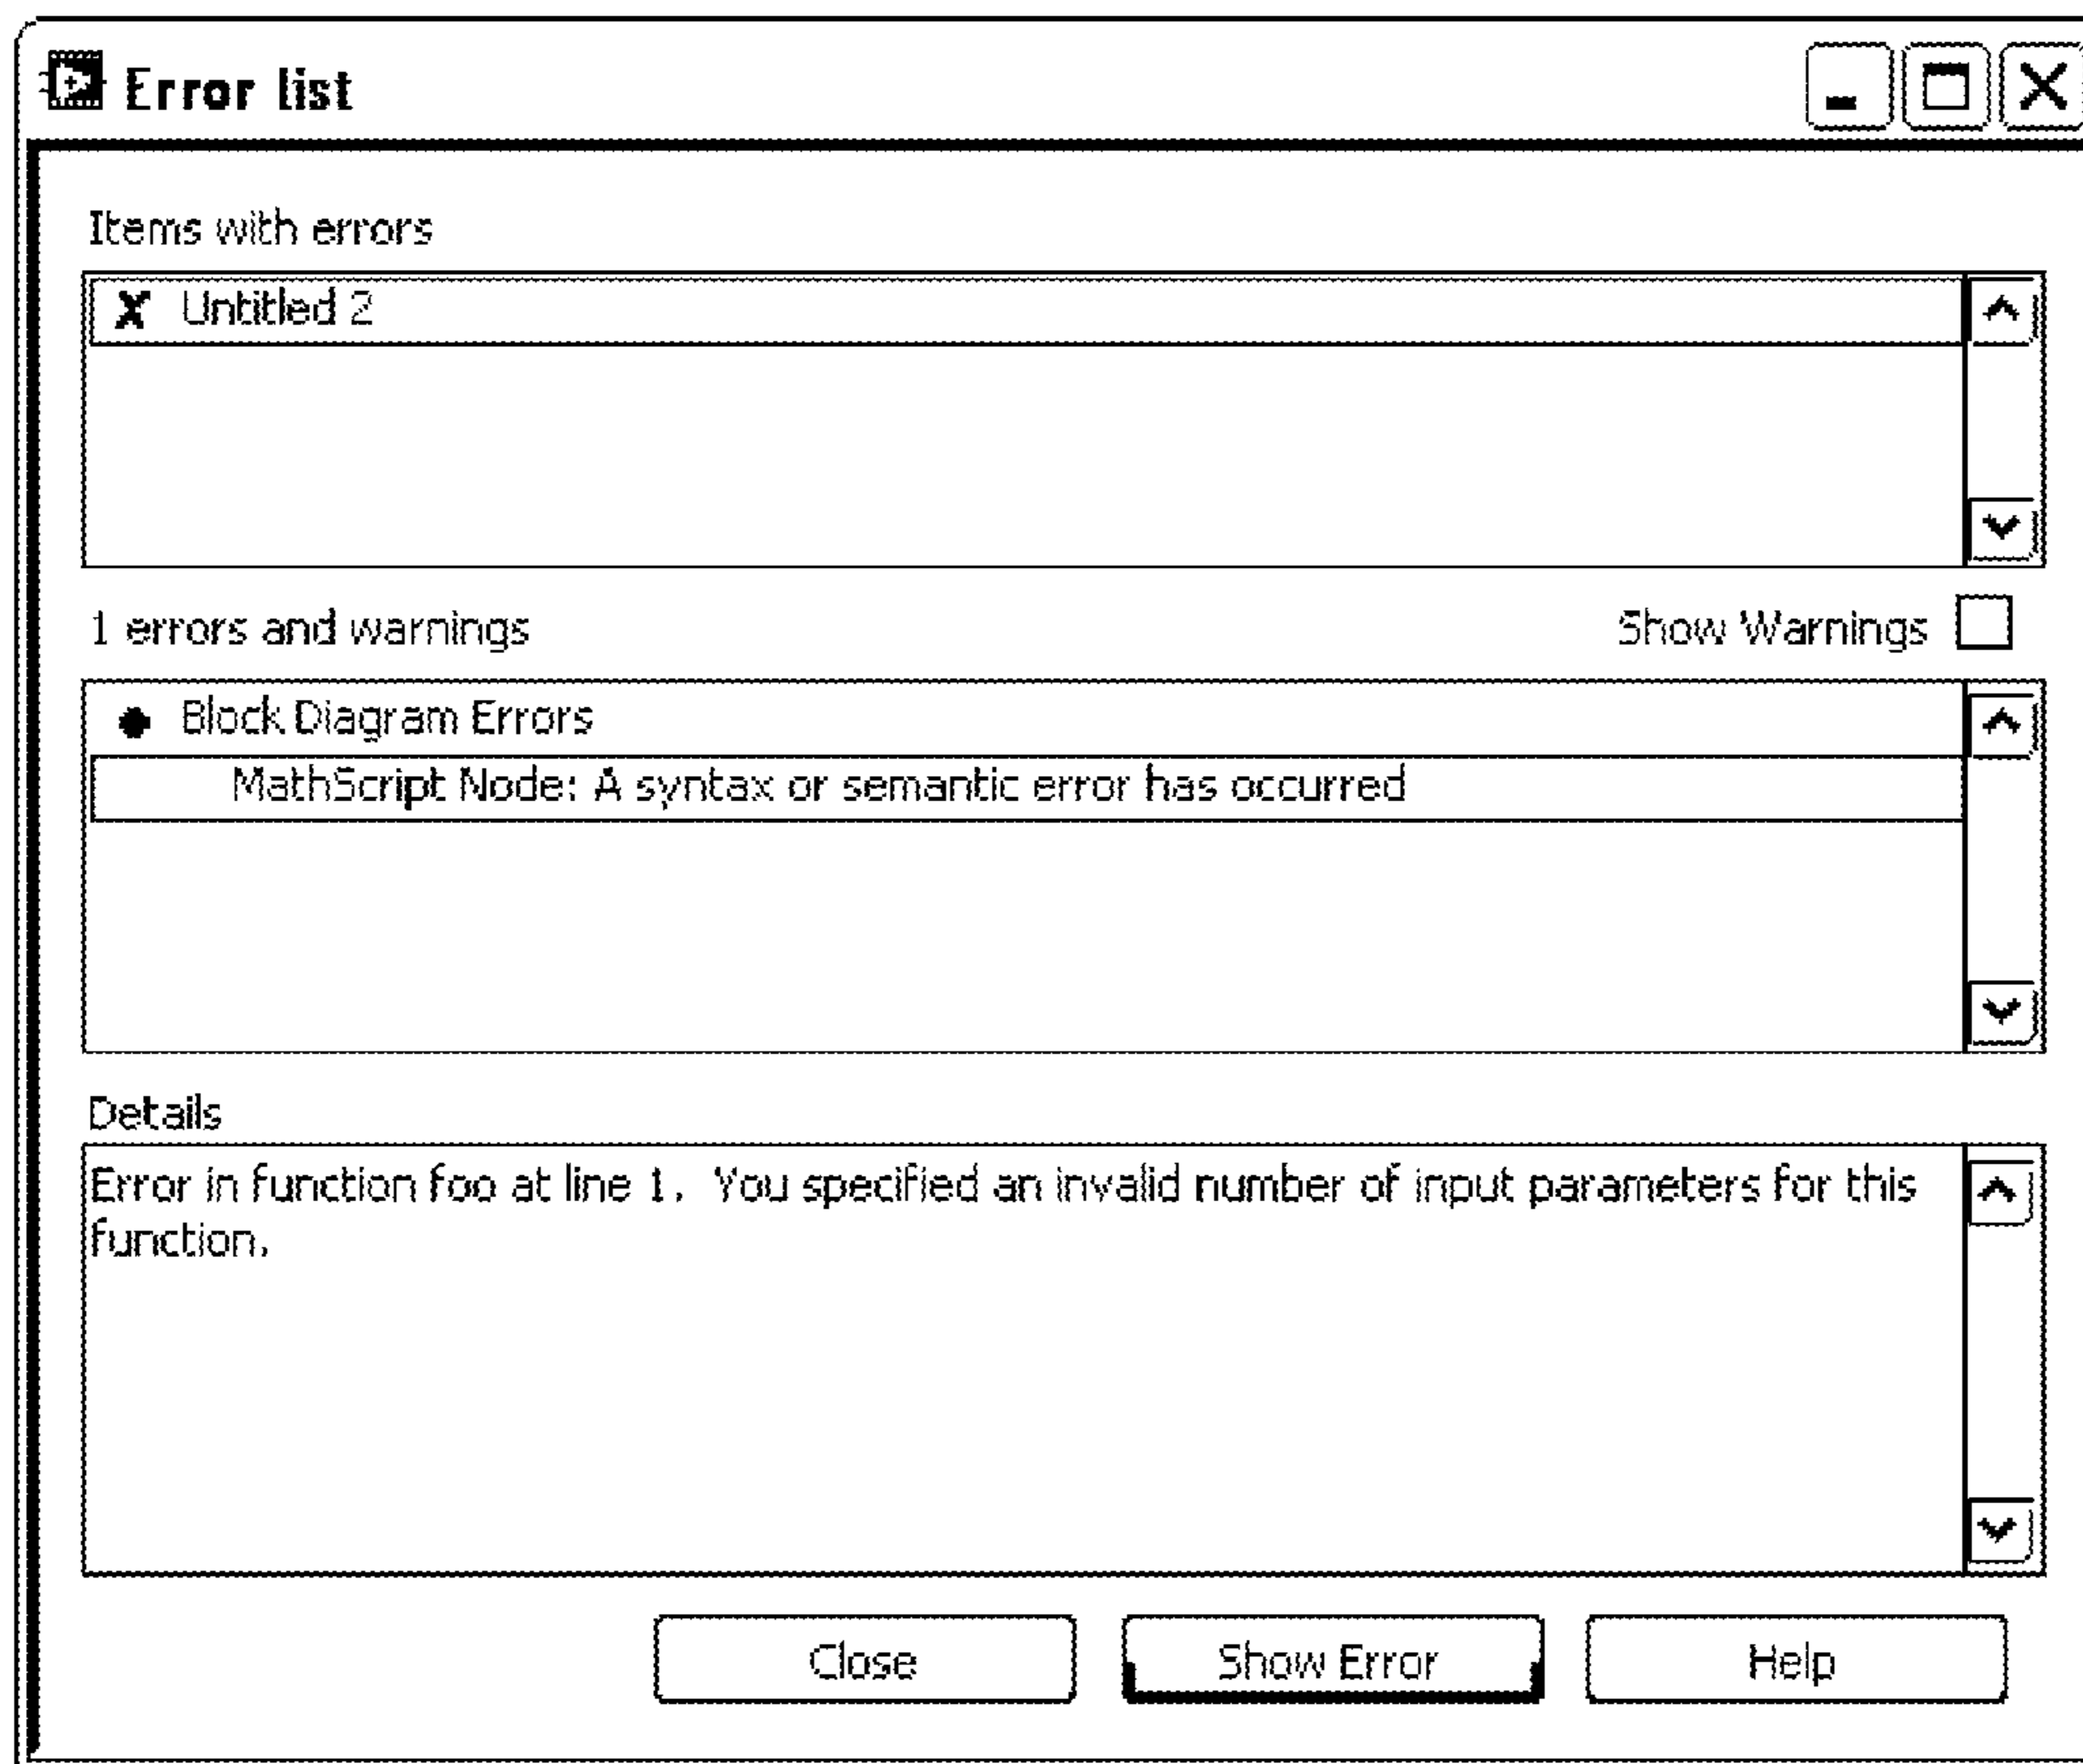 Error list
Items with errors
Untitled 2
1 errors and warnings
Show Warnings
Block Diagram Errors
MathScript Node: A syntax or semantic error has occurred
Details
Error in function foo at line 1.  You specified an invalid number of input parameters for this
function.
Close
Show Error
Help